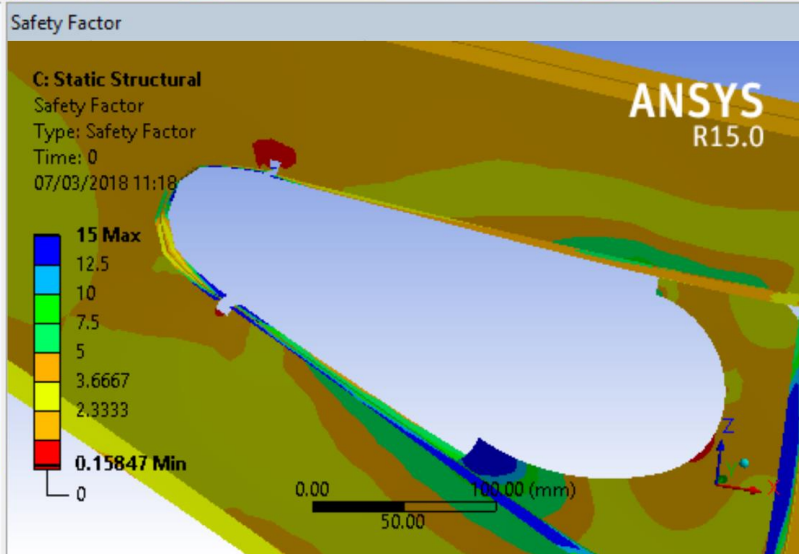 Safety Factor
C: Static Structural
Safety Factor
Type: Safety Factor
Time: 0
07/03/2018 11:18
ANSYS
R15.0
15 Max
12.5
10
7.5
5
3.6667
2.3333
0.15847 Min
0
0.00
100.00 (mm)
50.00
Z
Y
X